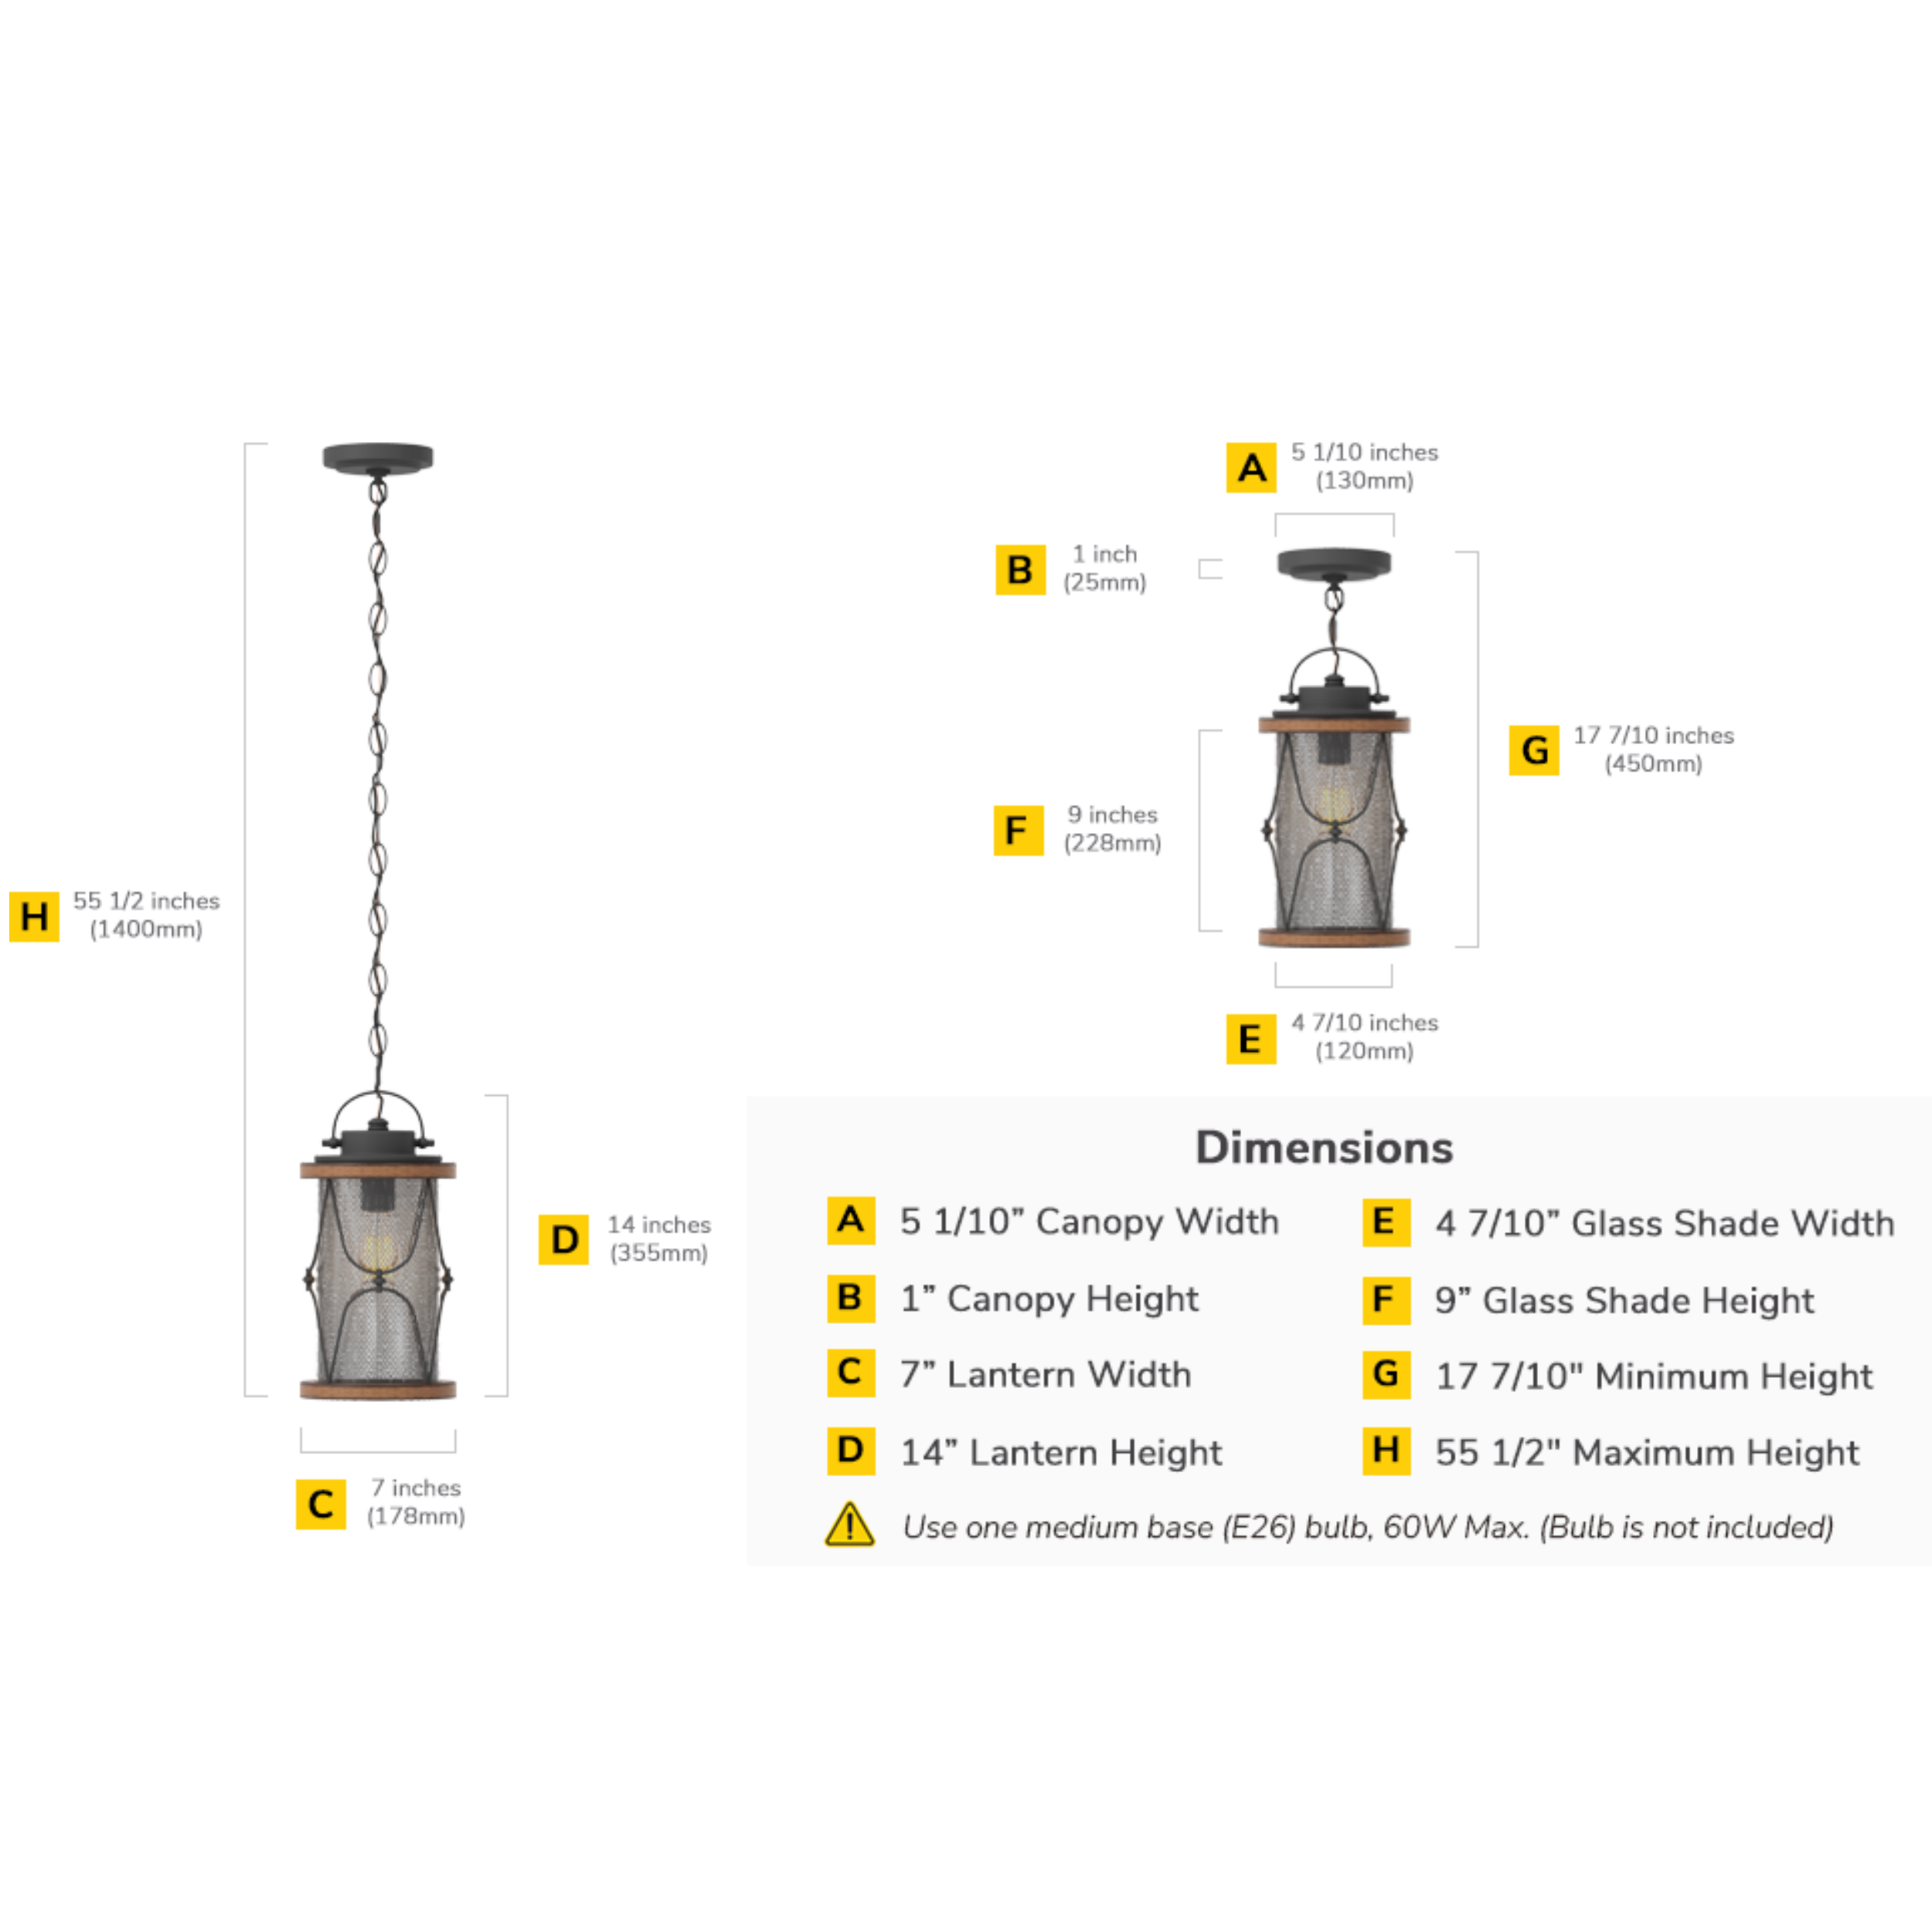 A
5 1/10 inches
(130mm)
B
1 inch
(25mm)
G
17 7/10 inches
(450mm)
F
9 inches
(228mm)
H
55 1/2 inches
(1400mm)
E
4 7/10 inches
(120mm)
D
14 inches
(355mm)
C
7 inches
(178mm)
Dimensions
A 5 1/10” Canopy Width
B 1” Canopy Height
C 7” Lantern Width
D 14” Lantern Height
E 4 7/10” Glass Shade Width
F 9” Glass Shade Height
G 17 7/10" Minimum Height
H 55 1/2" Maximum Height
Use one medium base (E26) bulb, 60W Max. (Bulb is not included)